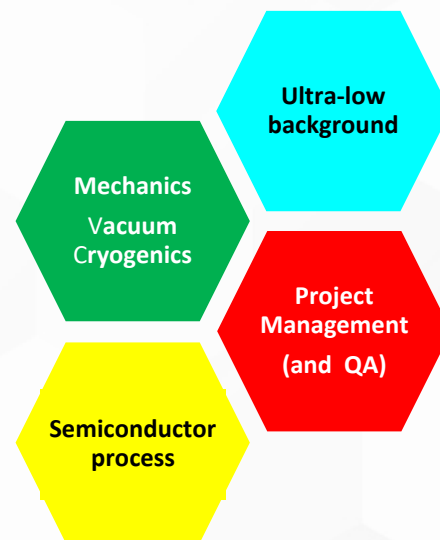 Ultra-low
background
Mechanics
Vacuum
Cryogenics
Project
Management
(and QA)
Semiconductor
process